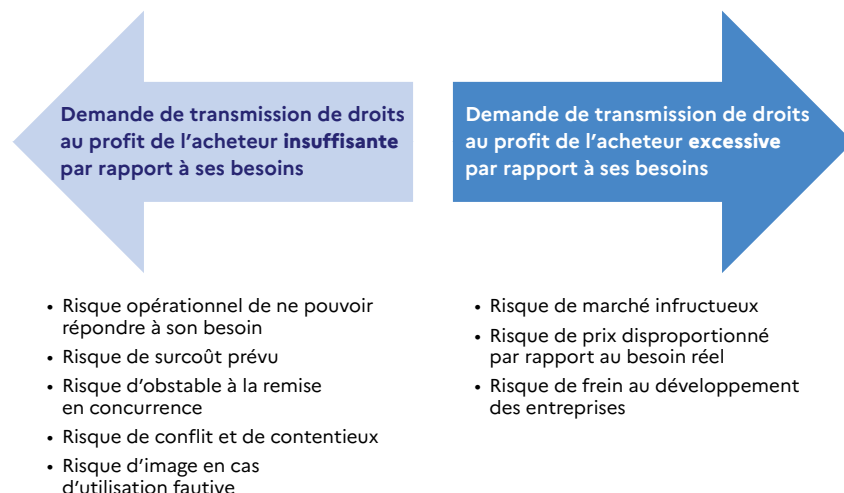 Demande de transmission de droits
au profit de l'acheteur insuffisante
par rapport à ses besoins
• Risque opérationnel de ne pouvoir
répondre à son besoin
• Risque de surcoût prévu
• Risque d'obstable à la remise
en concurrence
• Risque de conflit et de contentieux
• Risque d'image en cas
d'utilisation fautive
Demande de transmission de droits
au profit de l'acheteur excessive
par rapport à ses besoins
• Risque de marché infructueux
• Risque de prix disproportionné
par rapport au besoin réel
• Risque de frein au développement
des entreprises